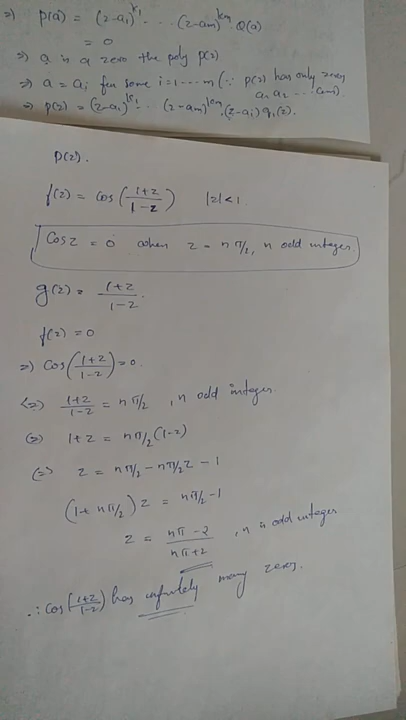 ⇒ p(a) = (z-a₁)^k₁ ... (z-am)^km Q(a)
= 0
⇒ a is a zero the poly p(z)
⇒ a = ai for some i=1...m (∵ p(z) has only zeros a₁ a₂ ... am)
⇒ p(z) = (z-a₁)^k₁ ... (z-am)^km (z-ai) q₁(z).
p(z).
f(z) = cos((1+z)/(1-z)) |z|<1.
Cos z = 0 when z = nπ/2, n odd integer.
g(z) = (1+z)/(1-z).
f(z) = 0
⇒ Cos((1+z)/(1-z)) = 0.
⇔ (1+z)/(1-z) = nπ/2, n odd integer.
⇔ 1+z = nπ/2 (1-z)
⇔ z = nπ/2 - nπ/2 z - 1
(1+nπ/2) z = nπ/2 - 1
z = (nπ-2)/(nπ+2), n is odd integer
∴ cos((1+z)/(1-z)) has infinitely many zeros.